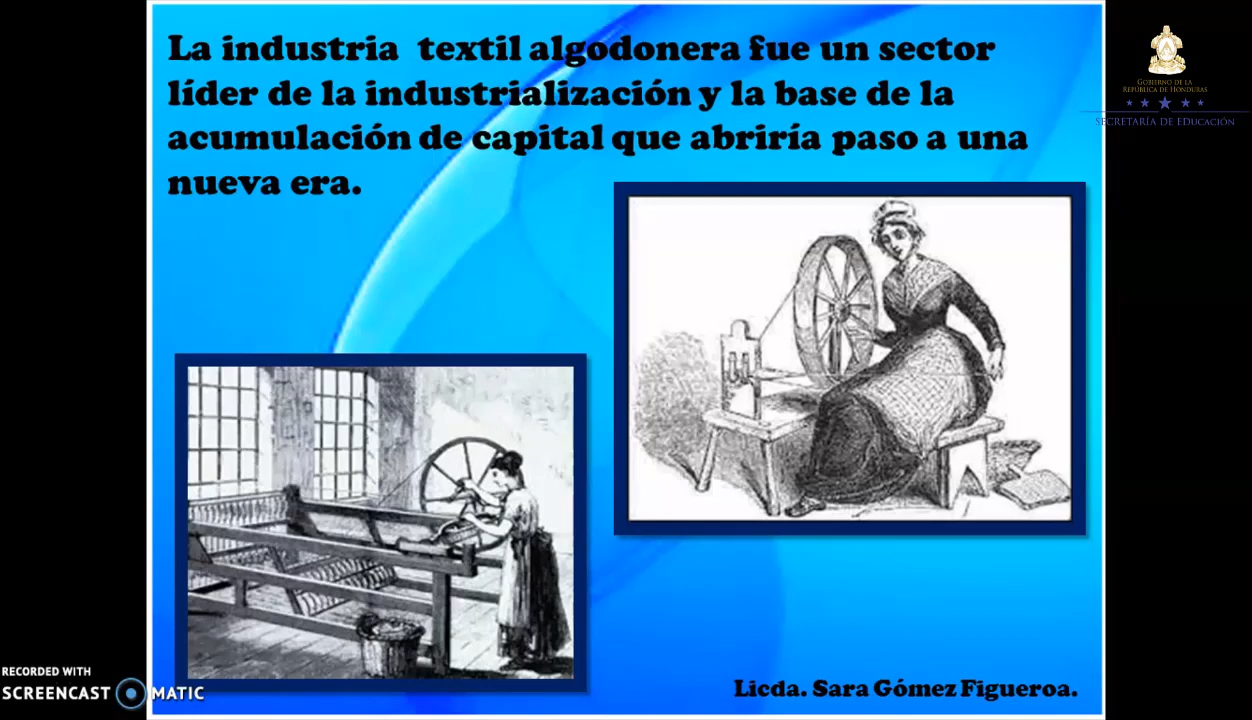 La industria textil algodonera fue un sector
líder de la industrialización y la base de la
acumulación de capital que abriría paso a una
nueva era.
GOBIERNO DE LA
REPÚBLICA DE HONDURAS
SECRETARÍA DE EDUCACIÓN
RECORDED WITH
SCREENCAST MATIC
Licda. Sara Gómez Figueroa.